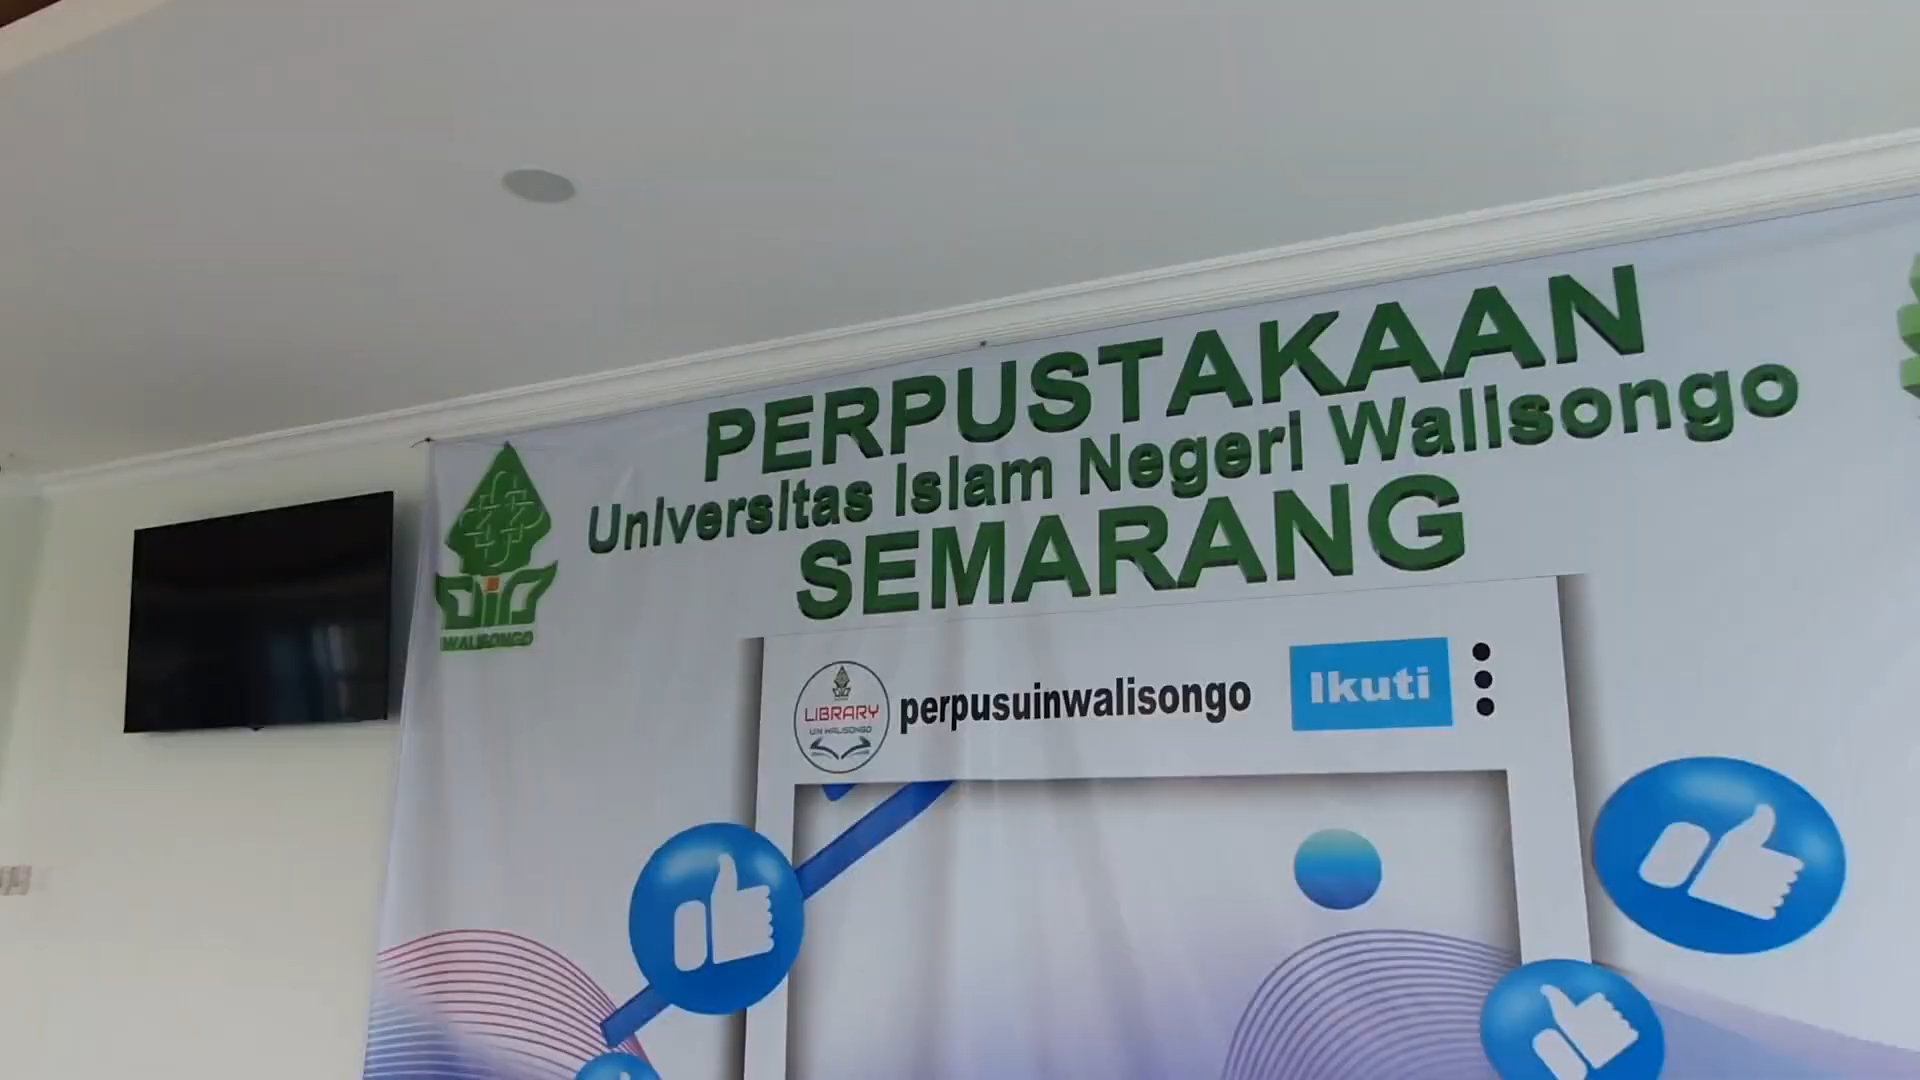 PERPUSTAKAAN
Universitas Islam Negeri Walisongo
SEMARANG
WALISONGO
LIBRARY
UIN WALISONGO
perpusuinwalisongo
Ikuti